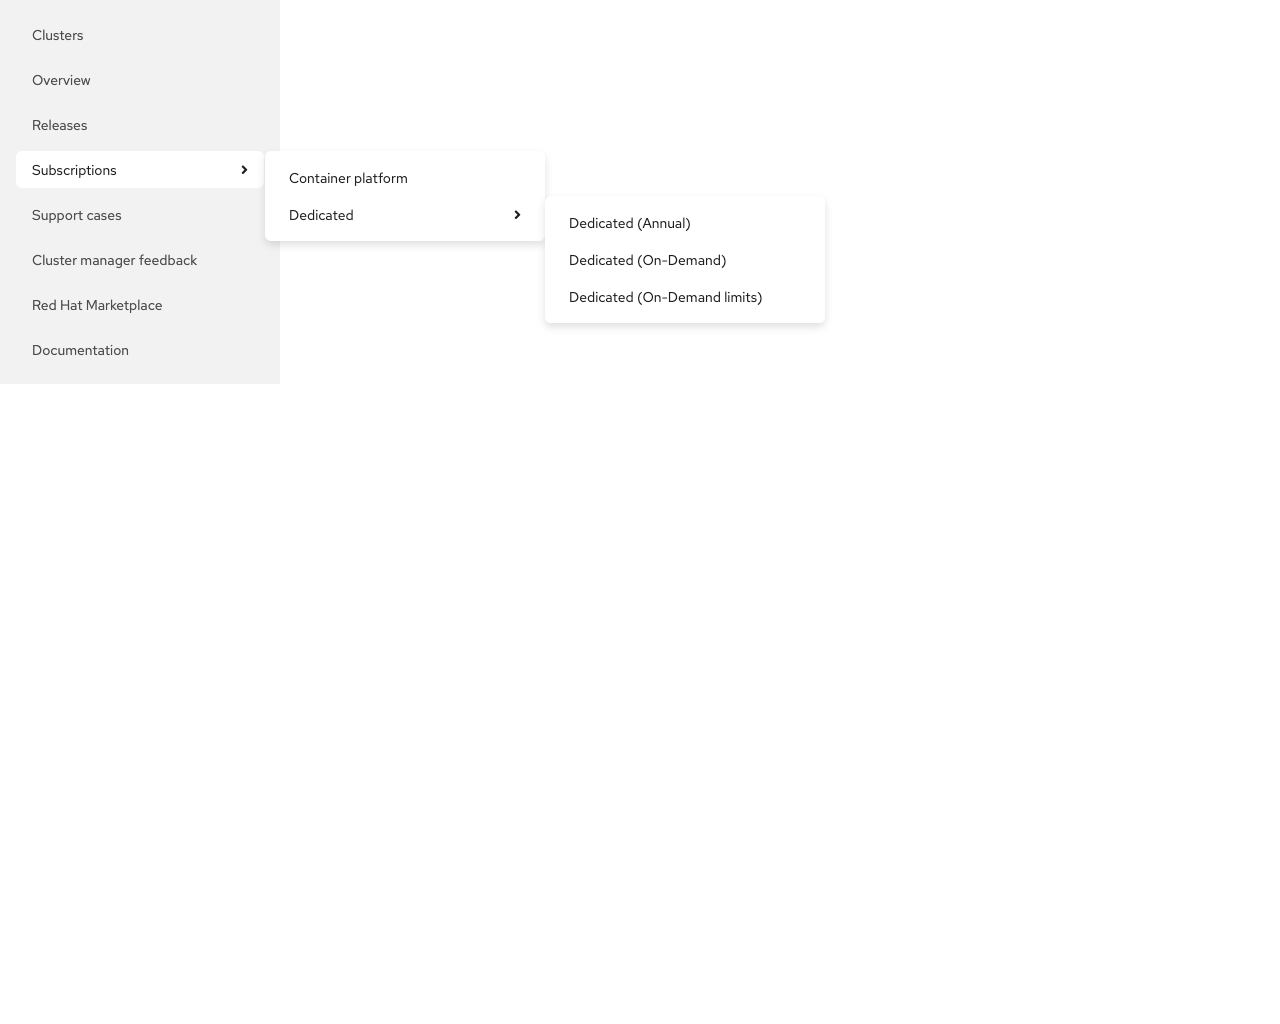 Clusters
Overview
Releases
Subscriptions
Container platform
Dedicated
Dedicated (Annual)
Dedicated (On-Demand)
Dedicated (On-Demand limits)
Support cases
Cluster manager feedback
Red Hat Marketplace
Documentation